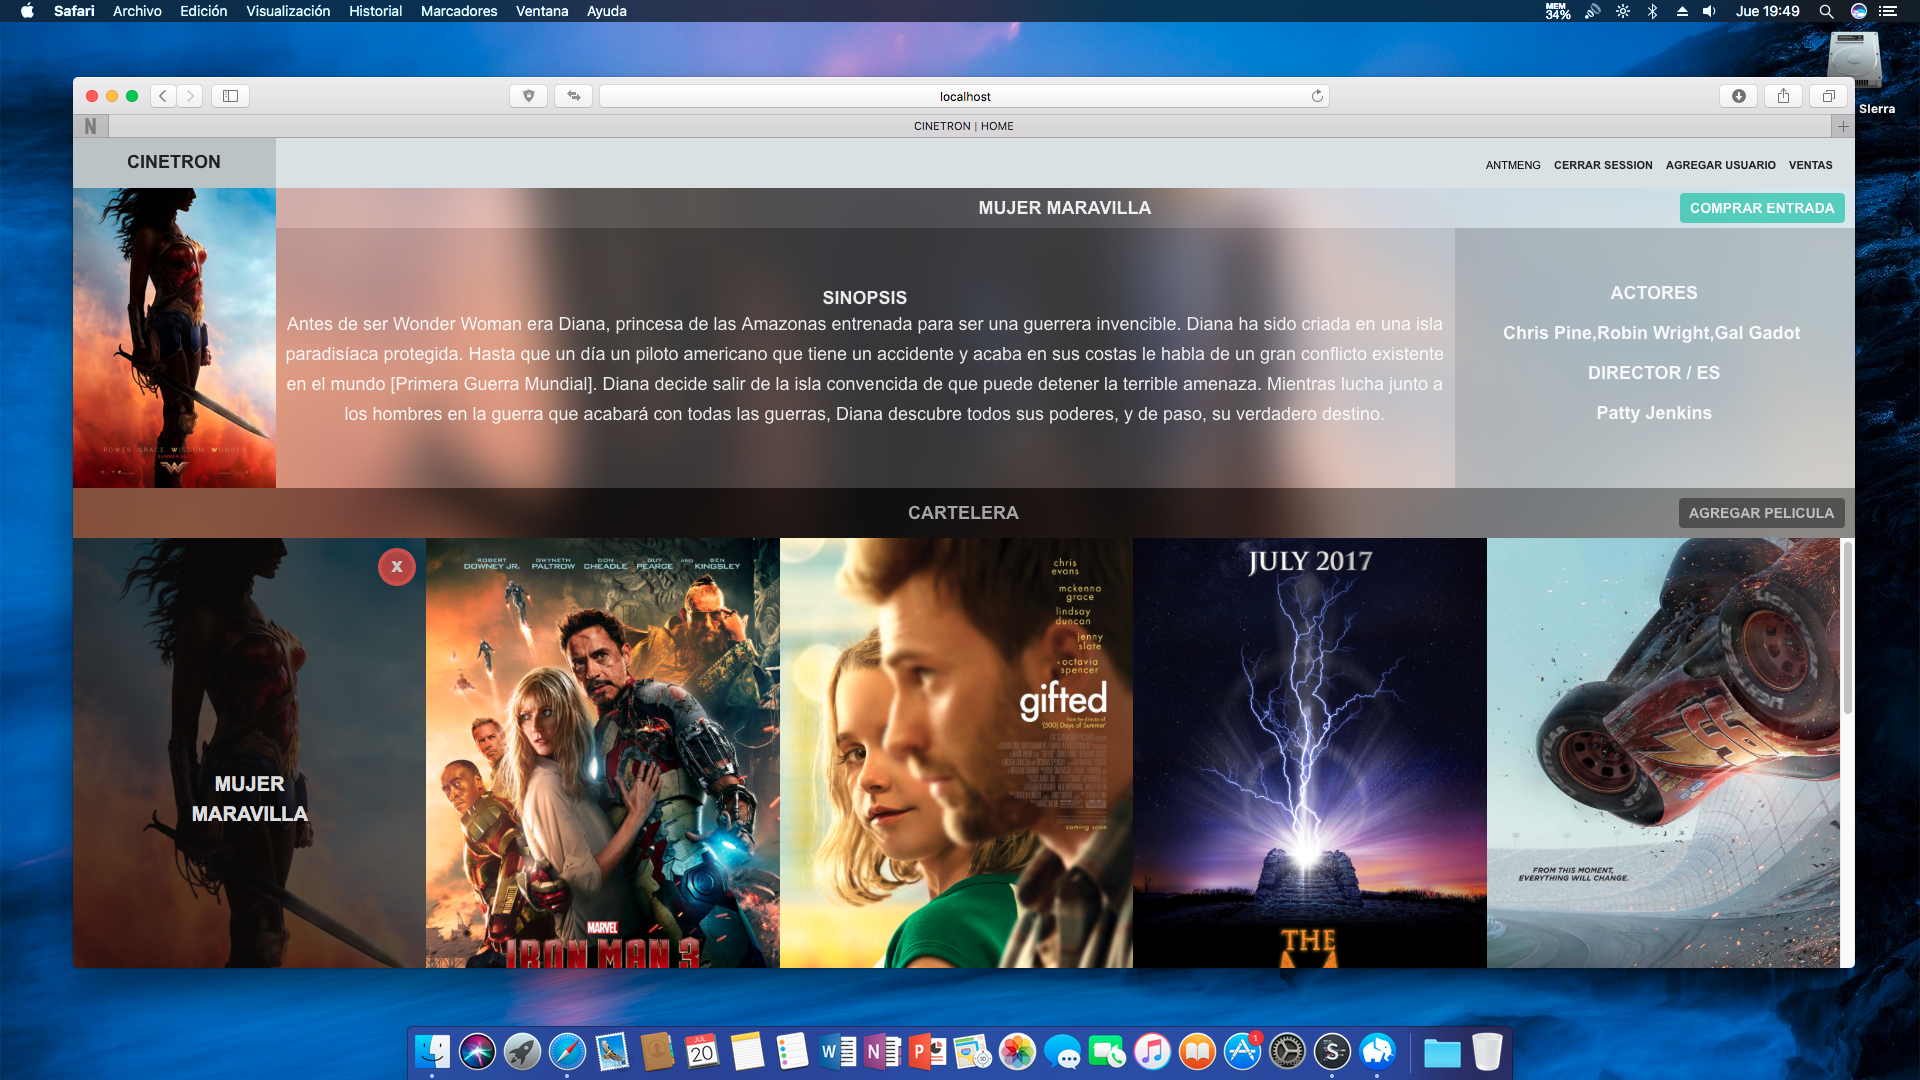 Safari Archivo Edición Visualización Historial Marcadores Ventana Ayuda
MEM 34% Jue 19:49
SIerra
localhost
N
CINETRON | HOME
CINETRON
ANTMENG CERRAR SESSION AGREGAR USUARIO VENTAS
MUJER MARAVILLA
COMPRAR ENTRADA
SINOPSIS
Antes de ser Wonder Woman era Diana, princesa de las Amazonas entrenada para ser una guerrera invencible. Diana ha sido criada en una isla
paradisíaca protegida. Hasta que un día un piloto americano que tiene un accidente y acaba en sus costas le habla de un gran conflicto existente
en el mundo [Primera Guerra Mundial]. Diana decide salir de la isla convencida de que puede detener la terrible amenaza. Mientras lucha junto a
los hombres en la guerra que acabará con todas las guerras, Diana descubre todos sus poderes, y de paso, su verdadero destino.
ACTORES
Chris Pine,Robin Wright,Gal Gadot
DIRECTOR / ES
Patty Jenkins
POWER GRACE WISDOM WONDER
CARTELERA
AGREGAR PELICULA
X
MUJER
MARAVILLA
ROBERT DOWNEY JR. GWYNETH PALTROW DON CHEADLE GUY PEARCE AND BEN KINGSLEY
MARVEL
IRON MAN 3
chris
evans
mckenna
grace
lindsay
duncan
jenny
slate
octavia
spencer
gifted
coming soon
JULY 2017
THE
FROM THIS MOMENT,
EVERYTHING WILL CHANGE.
JUL
20
W
N
P
1
S